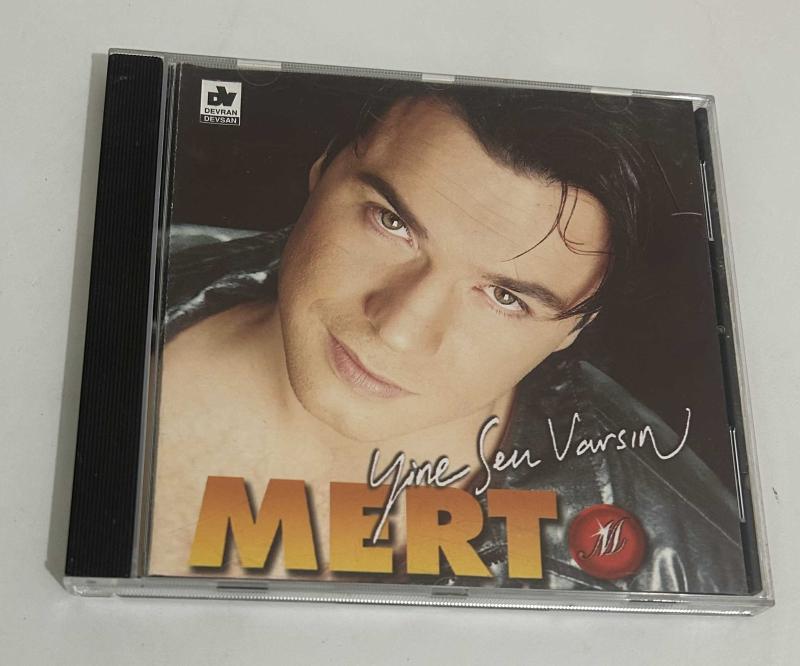 DV
DEVRAN
DEVSAN
Yine Sen Varsın
MERT
M